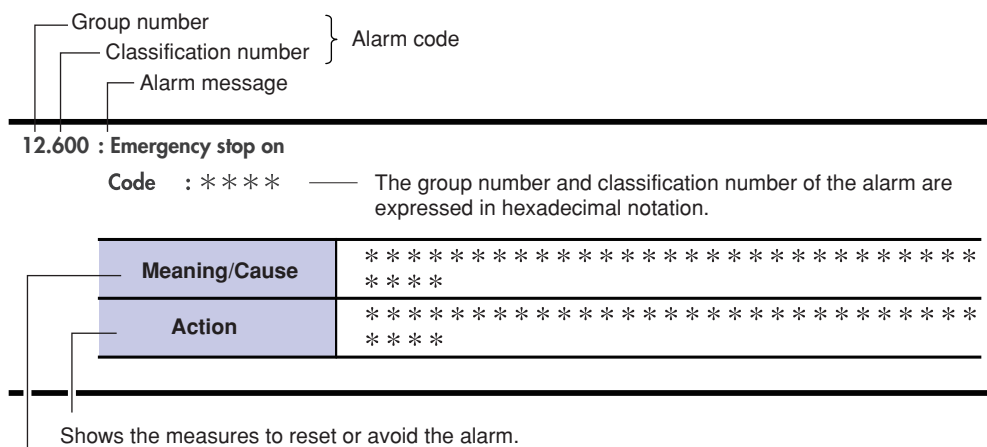 Group number
Classification number
Alarm code
Alarm message
12.600 : Emergency stop on
Code : ＊＊＊＊
The group number and classification number of the alarm are
expressed in hexadecimal notation.
Meaning/Cause
＊＊＊＊＊＊＊＊＊＊＊＊＊＊＊＊＊＊＊＊＊＊＊＊＊＊＊＊＊
＊＊＊＊
Action
＊＊＊＊＊＊＊＊＊＊＊＊＊＊＊＊＊＊＊＊＊＊＊＊＊＊＊＊＊
＊＊＊＊
Shows the measures to reset or avoid the alarm.